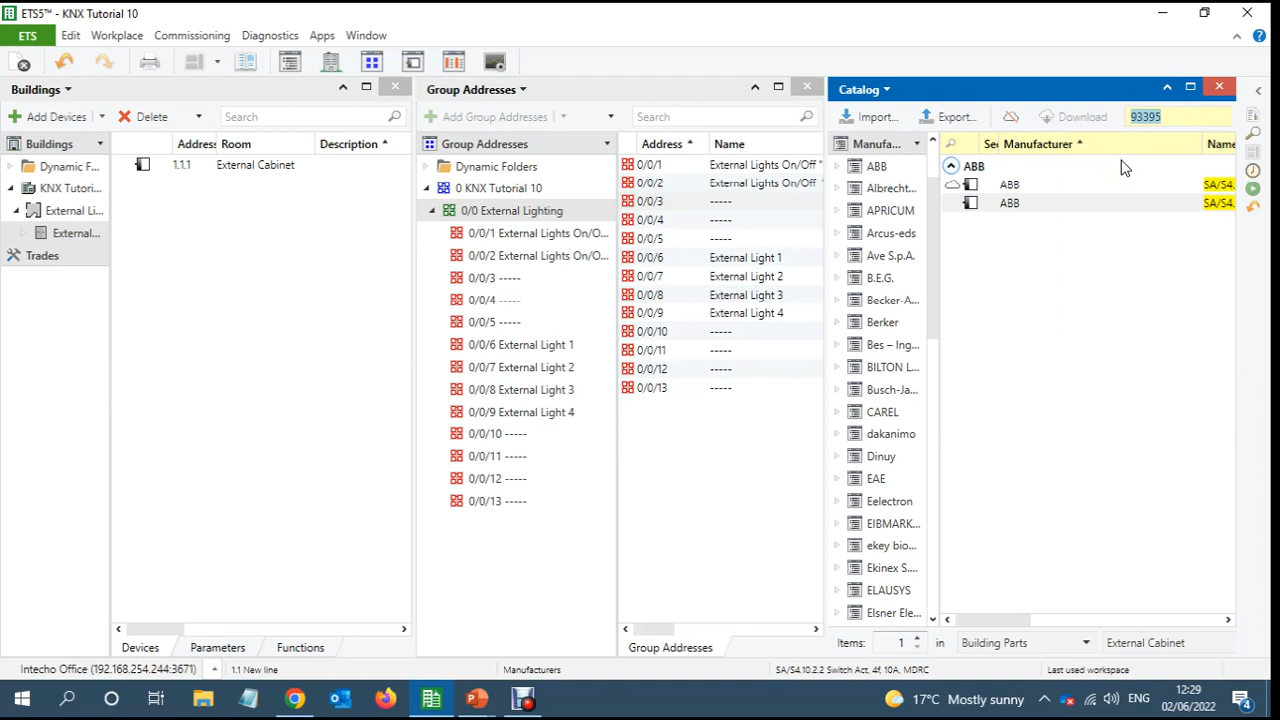 ETS5™ - KNX Tutorial 10
ETS Edit Workplace Commissioning Diagnostics Apps Window
Buildings
Add Devices Delete Search
Buildings
Dynamic F...
KNX Tutori...
External Li...
External...
Trades
Address Room Description
1.1.1 External Cabinet
Devices Parameters Functions
Group Addresses
Add Group Addresses Search
Group Addresses
Dynamic Folders
0 KNX Tutorial 10
0/0 External Lighting
0/0/1 External Lights On/O...
0/0/2 External Lights On/O...
0/0/3 -----
0/0/4 -----
0/0/5 -----
0/0/6 External Light 1
0/0/7 External Light 2
0/0/8 External Light 3
0/0/9 External Light 4
0/0/10 -----
0/0/11 -----
0/0/12 -----
0/0/13 -----
Address Name
0/0/1 External Lights On/Off "
0/0/2 External Lights On/Off '
0/0/3 -----
0/0/4 -----
0/0/5 -----
0/0/6 External Light 1
0/0/7 External Light 2
0/0/8 External Light 3
0/0/9 External Light 4
0/0/10 -----
0/0/11 -----
0/0/12 -----
0/0/13 -----
Group Addresses
Catalog
Import... Export... Download 93395
Manufa...
ABB
Albrecht...
APRICUM
Arcus-eds
Ave S.p.A.
B.E.G.
Becker-A...
Berker
Bes – Ing...
BILTON L...
Busch-Ja...
CAREL
dakanimo
Dinuy
EAE
Eelectron
EIBMARK...
ekey bio...
Ekinex S....
ELAUSYS
Elsner Ele...
Sec Manufacturer Name
ABB
ABB SA/S4.
ABB SA/S4.
Items: 1 in Building Parts External Cabinet
Intecho Office (192.168.254.244:3671) 1.1 New line Manufacturers SA/S4.10.2.2 Switch Act, 4f, 10A, MDRC Last used workspace
17°C Mostly sunny ENG 12:29
02/06/2022 4